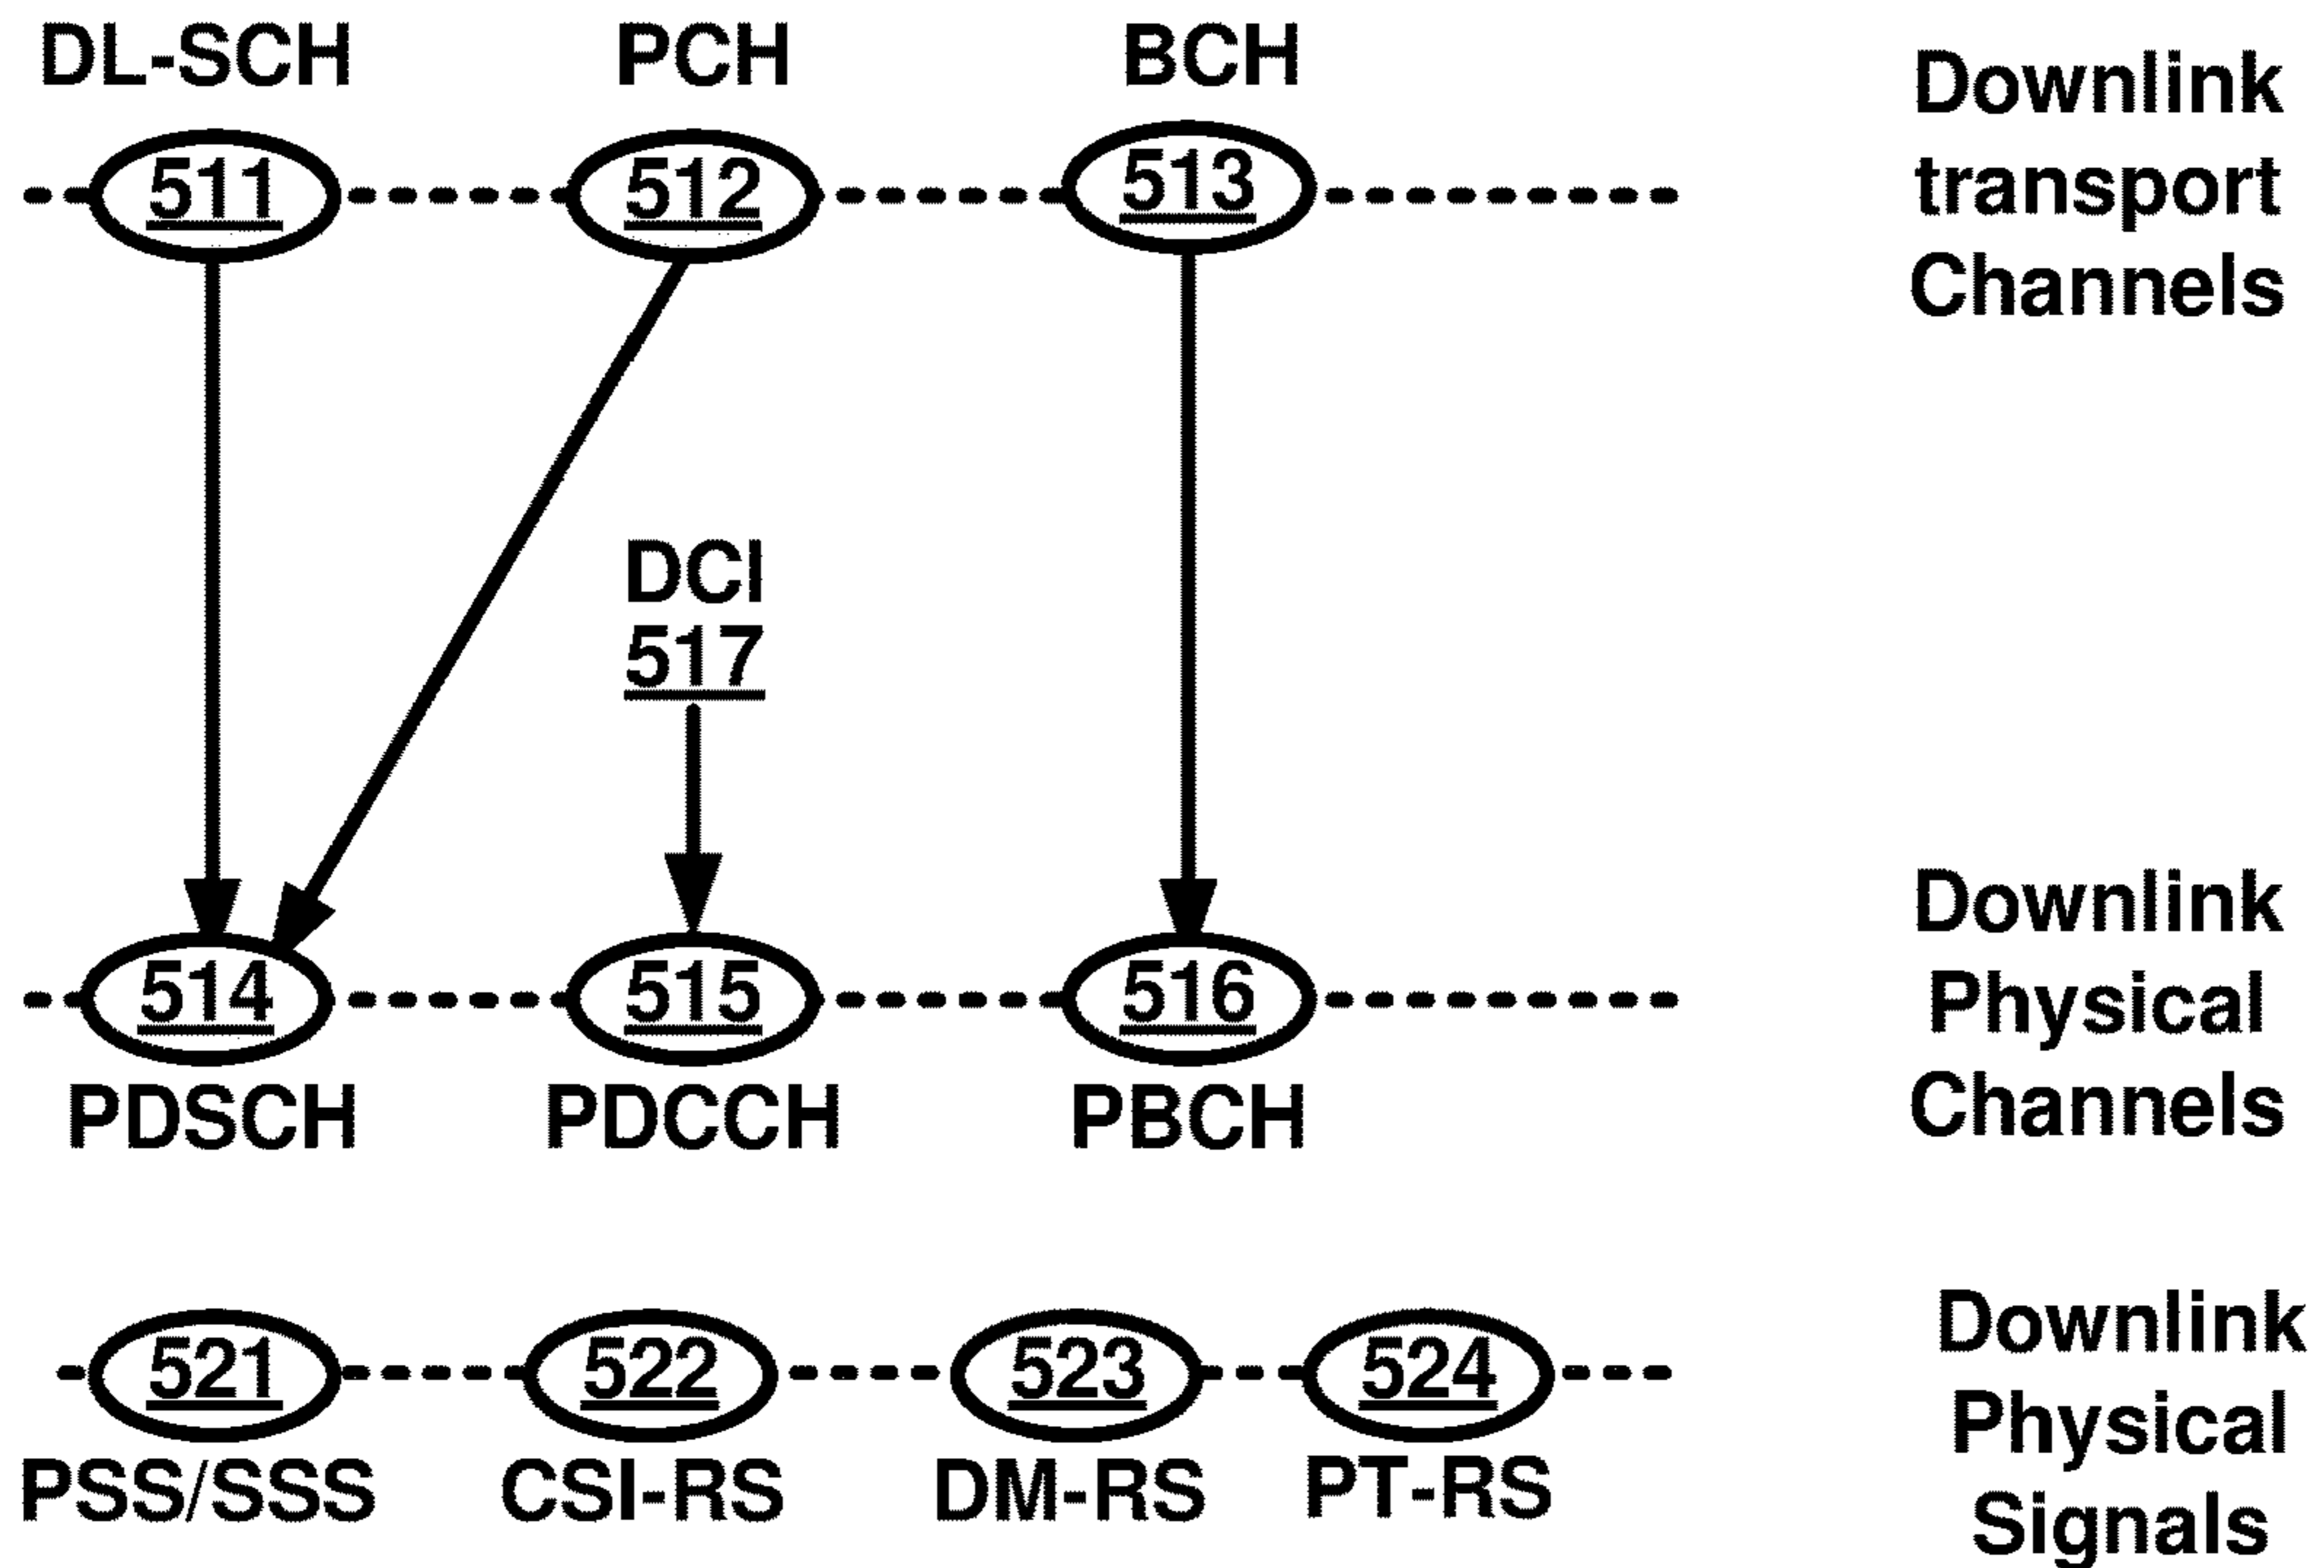 DL-SCH
PCH
BCH
511
512
513
Downlink
transport
Channels
DCI
517
514
515
516
PDSCH
PDCCH
PBCH
Downlink
Physical
Channels
521
522
523
524
PSS/SSS
CSI-RS
DM-RS
PT-RS
Downlink
Physical
Signals